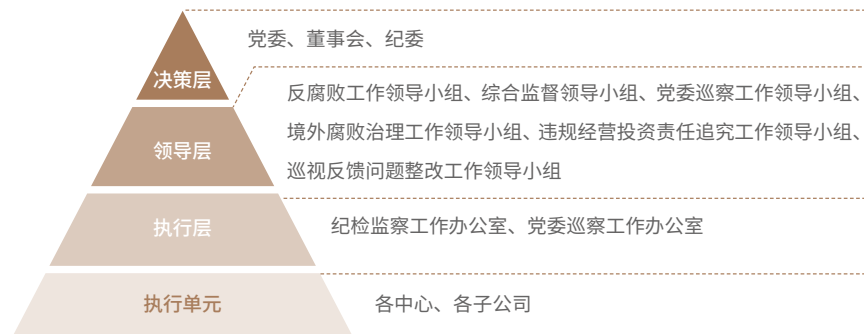 党委、董事会、纪委
决策层
反腐败工作领导小组、综合监督领导小组、党委巡察工作领导小组、
境外腐败治理工作领导小组、违规经营投资责任追究工作领导小组、
领导层
巡视反馈问题整改工作领导小组
执行层
纪检监察工作办公室、党委巡察工作办公室
执行单元
各中心、各子公司